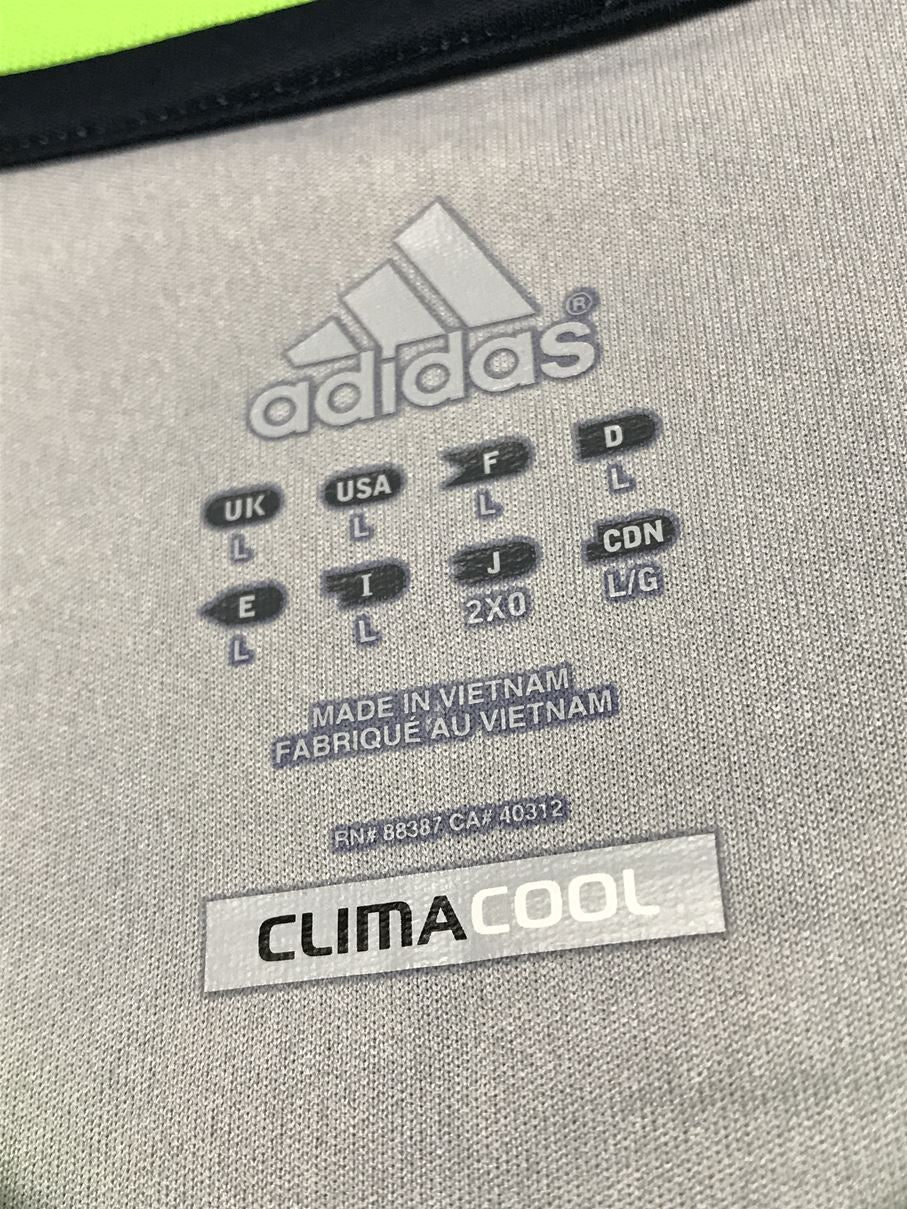 adidas®
UK USA F D
L L L L
E I J CDN
L L 2XO L/G
MADE IN VIETNAM
FABRIQUÉ AU VIETNAM
RN# 88387 CA# 40312
CLIMACOOL